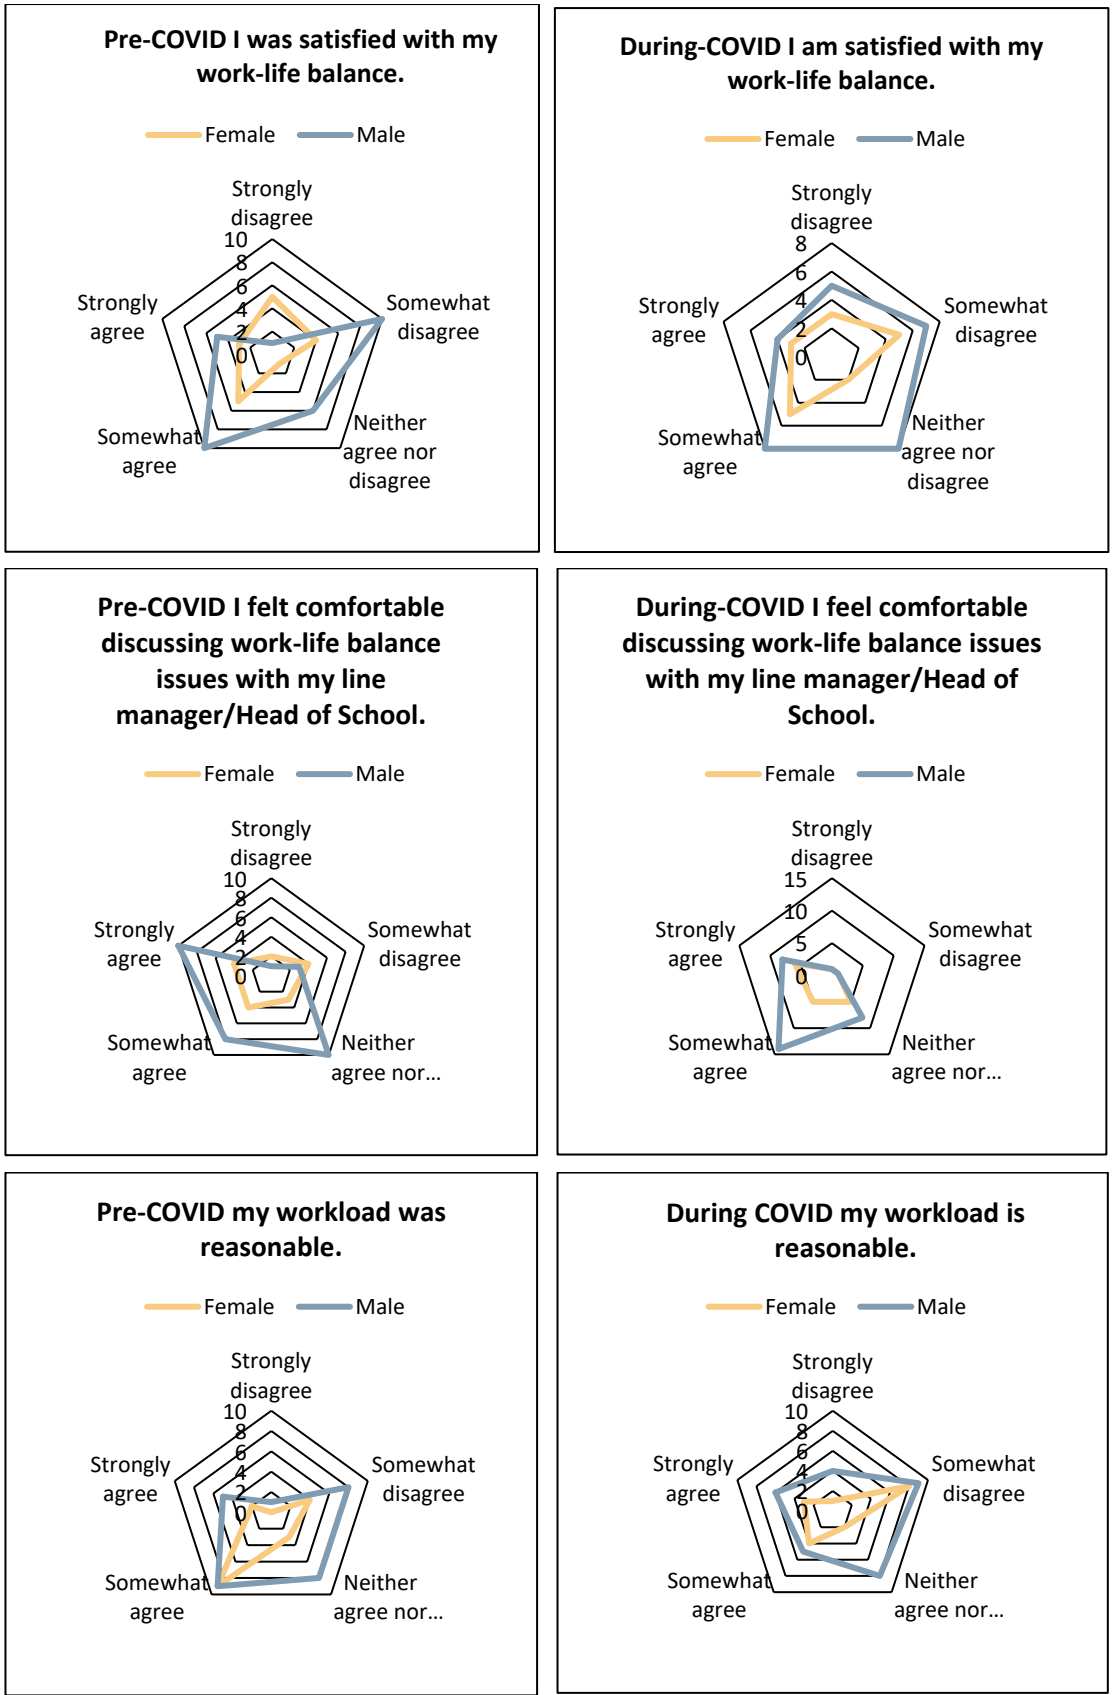 Pre-COVID I was satisfied with my
work-life balance.
Female Male
Strongly
disagree
10
8
6
4
2
0
Somewhat
disagree
Neither
agree nor
disagree
Somewhat
agree
Strongly
agree
During-COVID I am satisfied with my
work-life balance.
Female Male
Strongly
disagree
8
6
4
2
0
Somewhat
disagree
Neither
agree nor
disagree
Somewhat
agree
Strongly
agree
Pre-COVID I felt comfortable
discussing work-life balance
issues with my line
manager/Head of School.
Female Male
Strongly
disagree
10
8
6
4
2
0
Somewhat
disagree
Neither
agree nor...
Somewhat
agree
Strongly
agree
During-COVID I feel comfortable
discussing work-life balance issues
with my line manager/Head of
School.
Female Male
Strongly
disagree
15
10
5
0
Somewhat
disagree
Neither
agree nor...
Somewhat
agree
Strongly
agree
Pre-COVID my workload was
reasonable.
Female Male
Strongly
disagree
10
8
6
4
2
0
Somewhat
disagree
Neither
agree nor...
Somewhat
agree
Strongly
agree
During COVID my workload is
reasonable.
Female Male
Strongly
disagree
10
8
6
4
2
0
Somewhat
disagree
Neither
agree nor...
Somewhat
agree
Strongly
agree